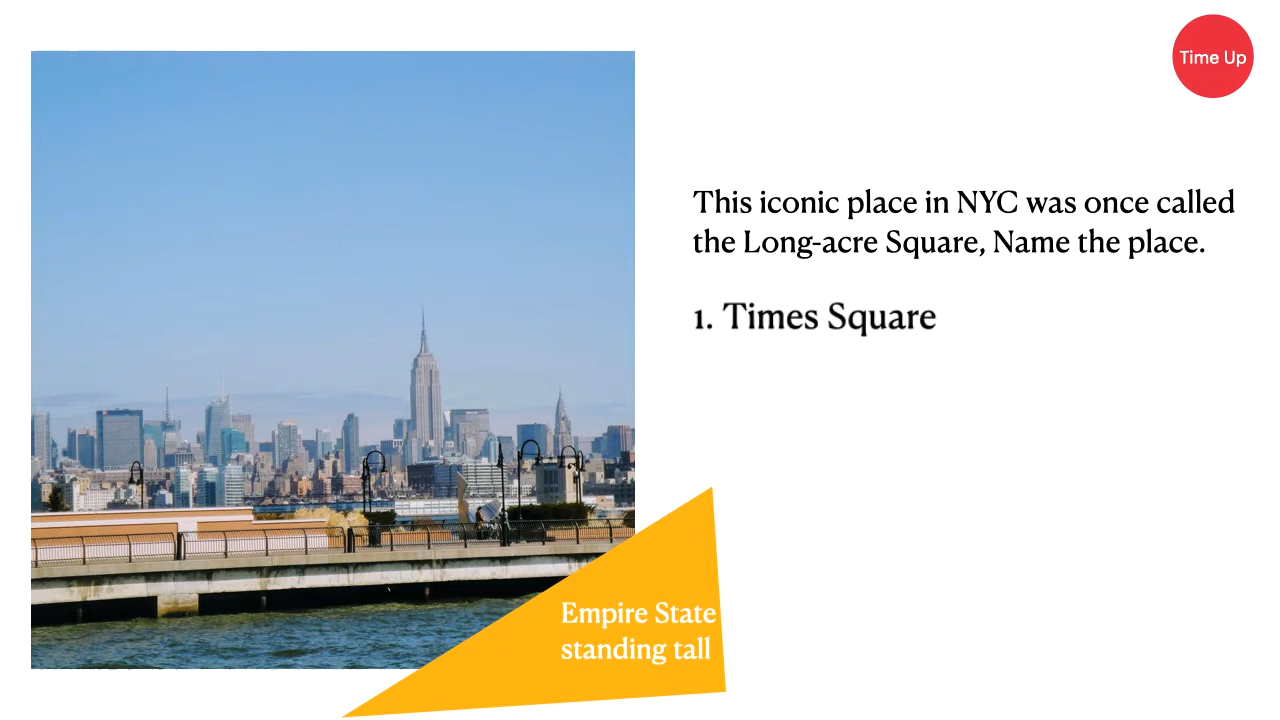 Time Up
This iconic place in NYC was once called
the Long-acre Square, Name the place.
1. Times Square
Empire State
standing tall